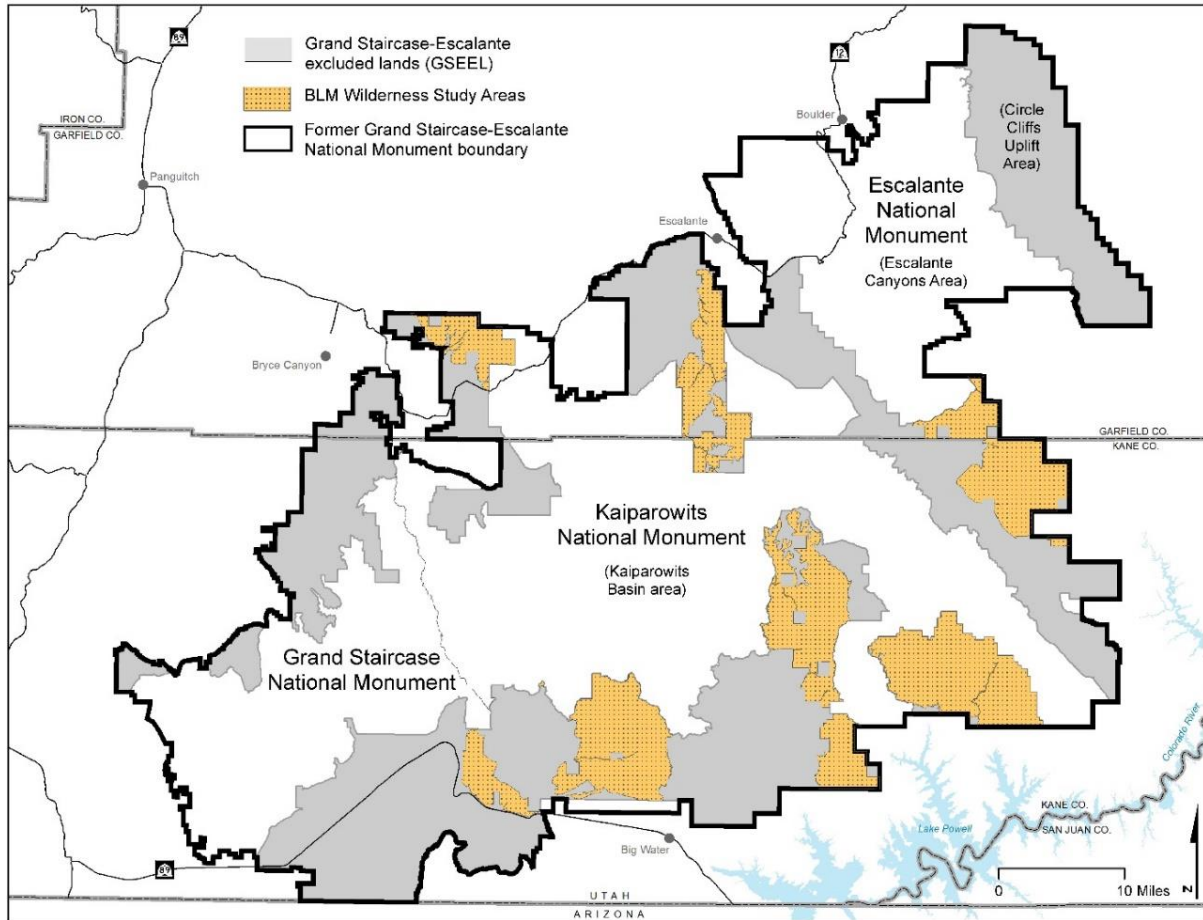 89
12
Grand Staircase-Escalante
excluded lands (GSEEL)
BLM Wilderness Study Areas
Former Grand Staircase-Escalante
National Monument boundary
IRON CO.
GARFIELD CO.
Boulder
(Circle
Cliffs
Uplift
Area)
Panguitch
Escalante
National
Monument
(Escalante
Canyons Area)
Escalante
Bryce Canyon
GARFIELD CO.
KANE CO.
Kaiparowits
National Monument
(Kaiparowits
Basin area)
Grand Staircase
National Monument
Colorado River
KANE CO.
SAN JUAN CO.
Lake Powell
Big Water
89
0 10 Miles
N
UTAH
ARIZONA